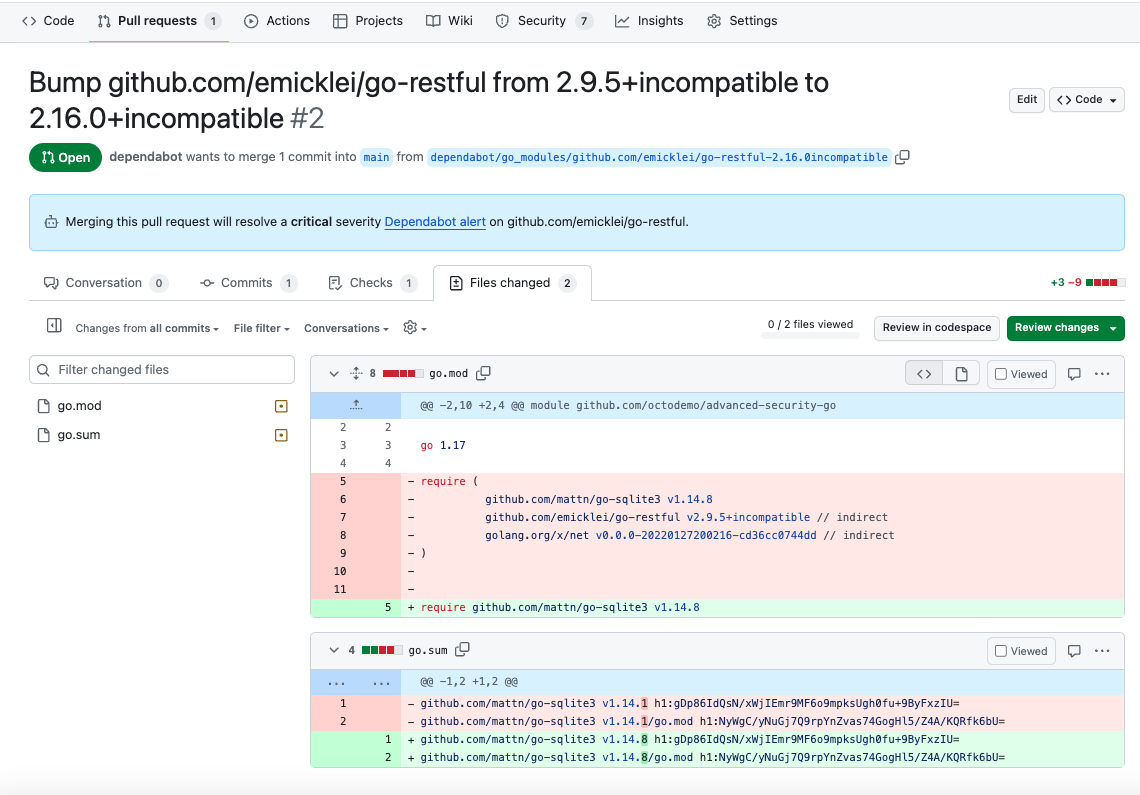 Code Pull requests 1 Actions Projects Wiki Security 7 Insights Settings
Bump github.com/emicklei/go-restful from 2.9.5+incompatible to
2.16.0+incompatible #2
Edit
Code
Open dependabot wants to merge 1 commit into main from dependabot/go_modules/github.com/emicklei/go-restful-2.16.0incompatible
Merging this pull request will resolve a critical severity Dependabot alert on github.com/emicklei/go-restful.
Conversation 0 Commits 1 Checks 1 Files changed 2
+3 −9
Changes from all commits File filter Conversations
0 / 2 files viewed
Review in codespace
Review changes
Filter changed files
go.mod
go.sum
8 go.mod
Viewed
@@ -2,10 +2,4 @@ module github.com/octodemo/advanced-security-go
2 2
3 3 go 1.17
4 4
5 - require (
6 - github.com/mattn/go-sqlite3 v1.14.8
7 - github.com/emicklei/go-restful v2.9.5+incompatible // indirect
8 - golang.org/x/net v0.0.0-20220127200216-cd36cc0744dd // indirect
9 - )
10 -
11 -
5 + require github.com/mattn/go-sqlite3 v1.14.8
4 go.sum
Viewed
... ... @@ -1,2 +1,2 @@
1 - github.com/mattn/go-sqlite3 v1.14.1 h1:gDp86IdQsN/xWjIEmr9MF6o9mpksUgh0fu+9ByFxzIU=
2 - github.com/mattn/go-sqlite3 v1.14.1/go.mod h1:NyWgC/yNuGj7Q9rpYnZvas74GogHl5/Z4A/KQRfk6bU=
1 + github.com/mattn/go-sqlite3 v1.14.8 h1:gDp86IdQsN/xWjIEmr9MF6o9mpksUgh0fu+9ByFxzIU=
2 + github.com/mattn/go-sqlite3 v1.14.8/go.mod h1:NyWgC/yNuGj7Q9rpYnZvas74GogHl5/Z4A/KQRfk6bU=